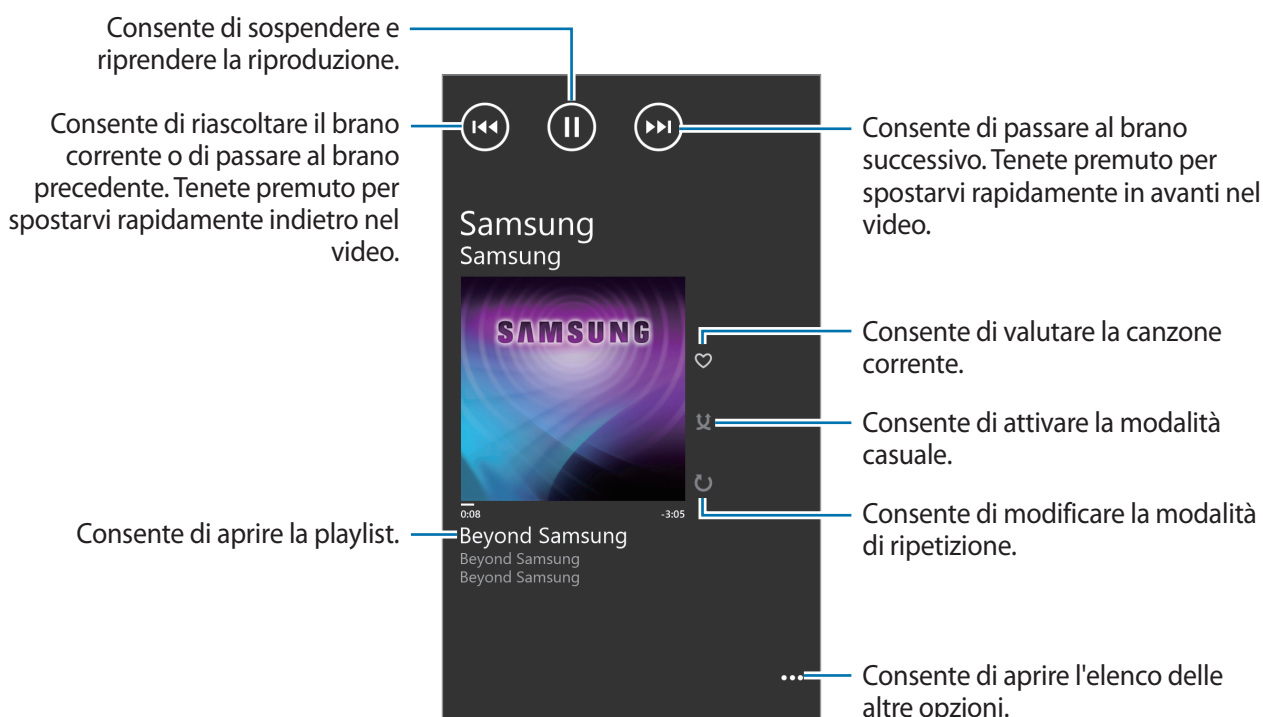 Consente di sospendere e
riprendere la riproduzione.
Consente di riascoltare il brano
corrente o di passare al brano
precedente. Tenete premuto per
spostarvi rapidamente indietro nel
video.
Consente di passare al brano
successivo. Tenete premuto per
spostarvi rapidamente in avanti nel
video.
Samsung
Samsung
SAMSUNG
Consente di valutare la canzone
corrente.
Consente di attivare la modalità
casuale.
Consente di modificare la modalità
di ripetizione.
0:08
-3:05
Consente di aprire la playlist.
Beyond Samsung
Beyond Samsung
Beyond Samsung
Consente di aprire l'elenco delle
altre opzioni.